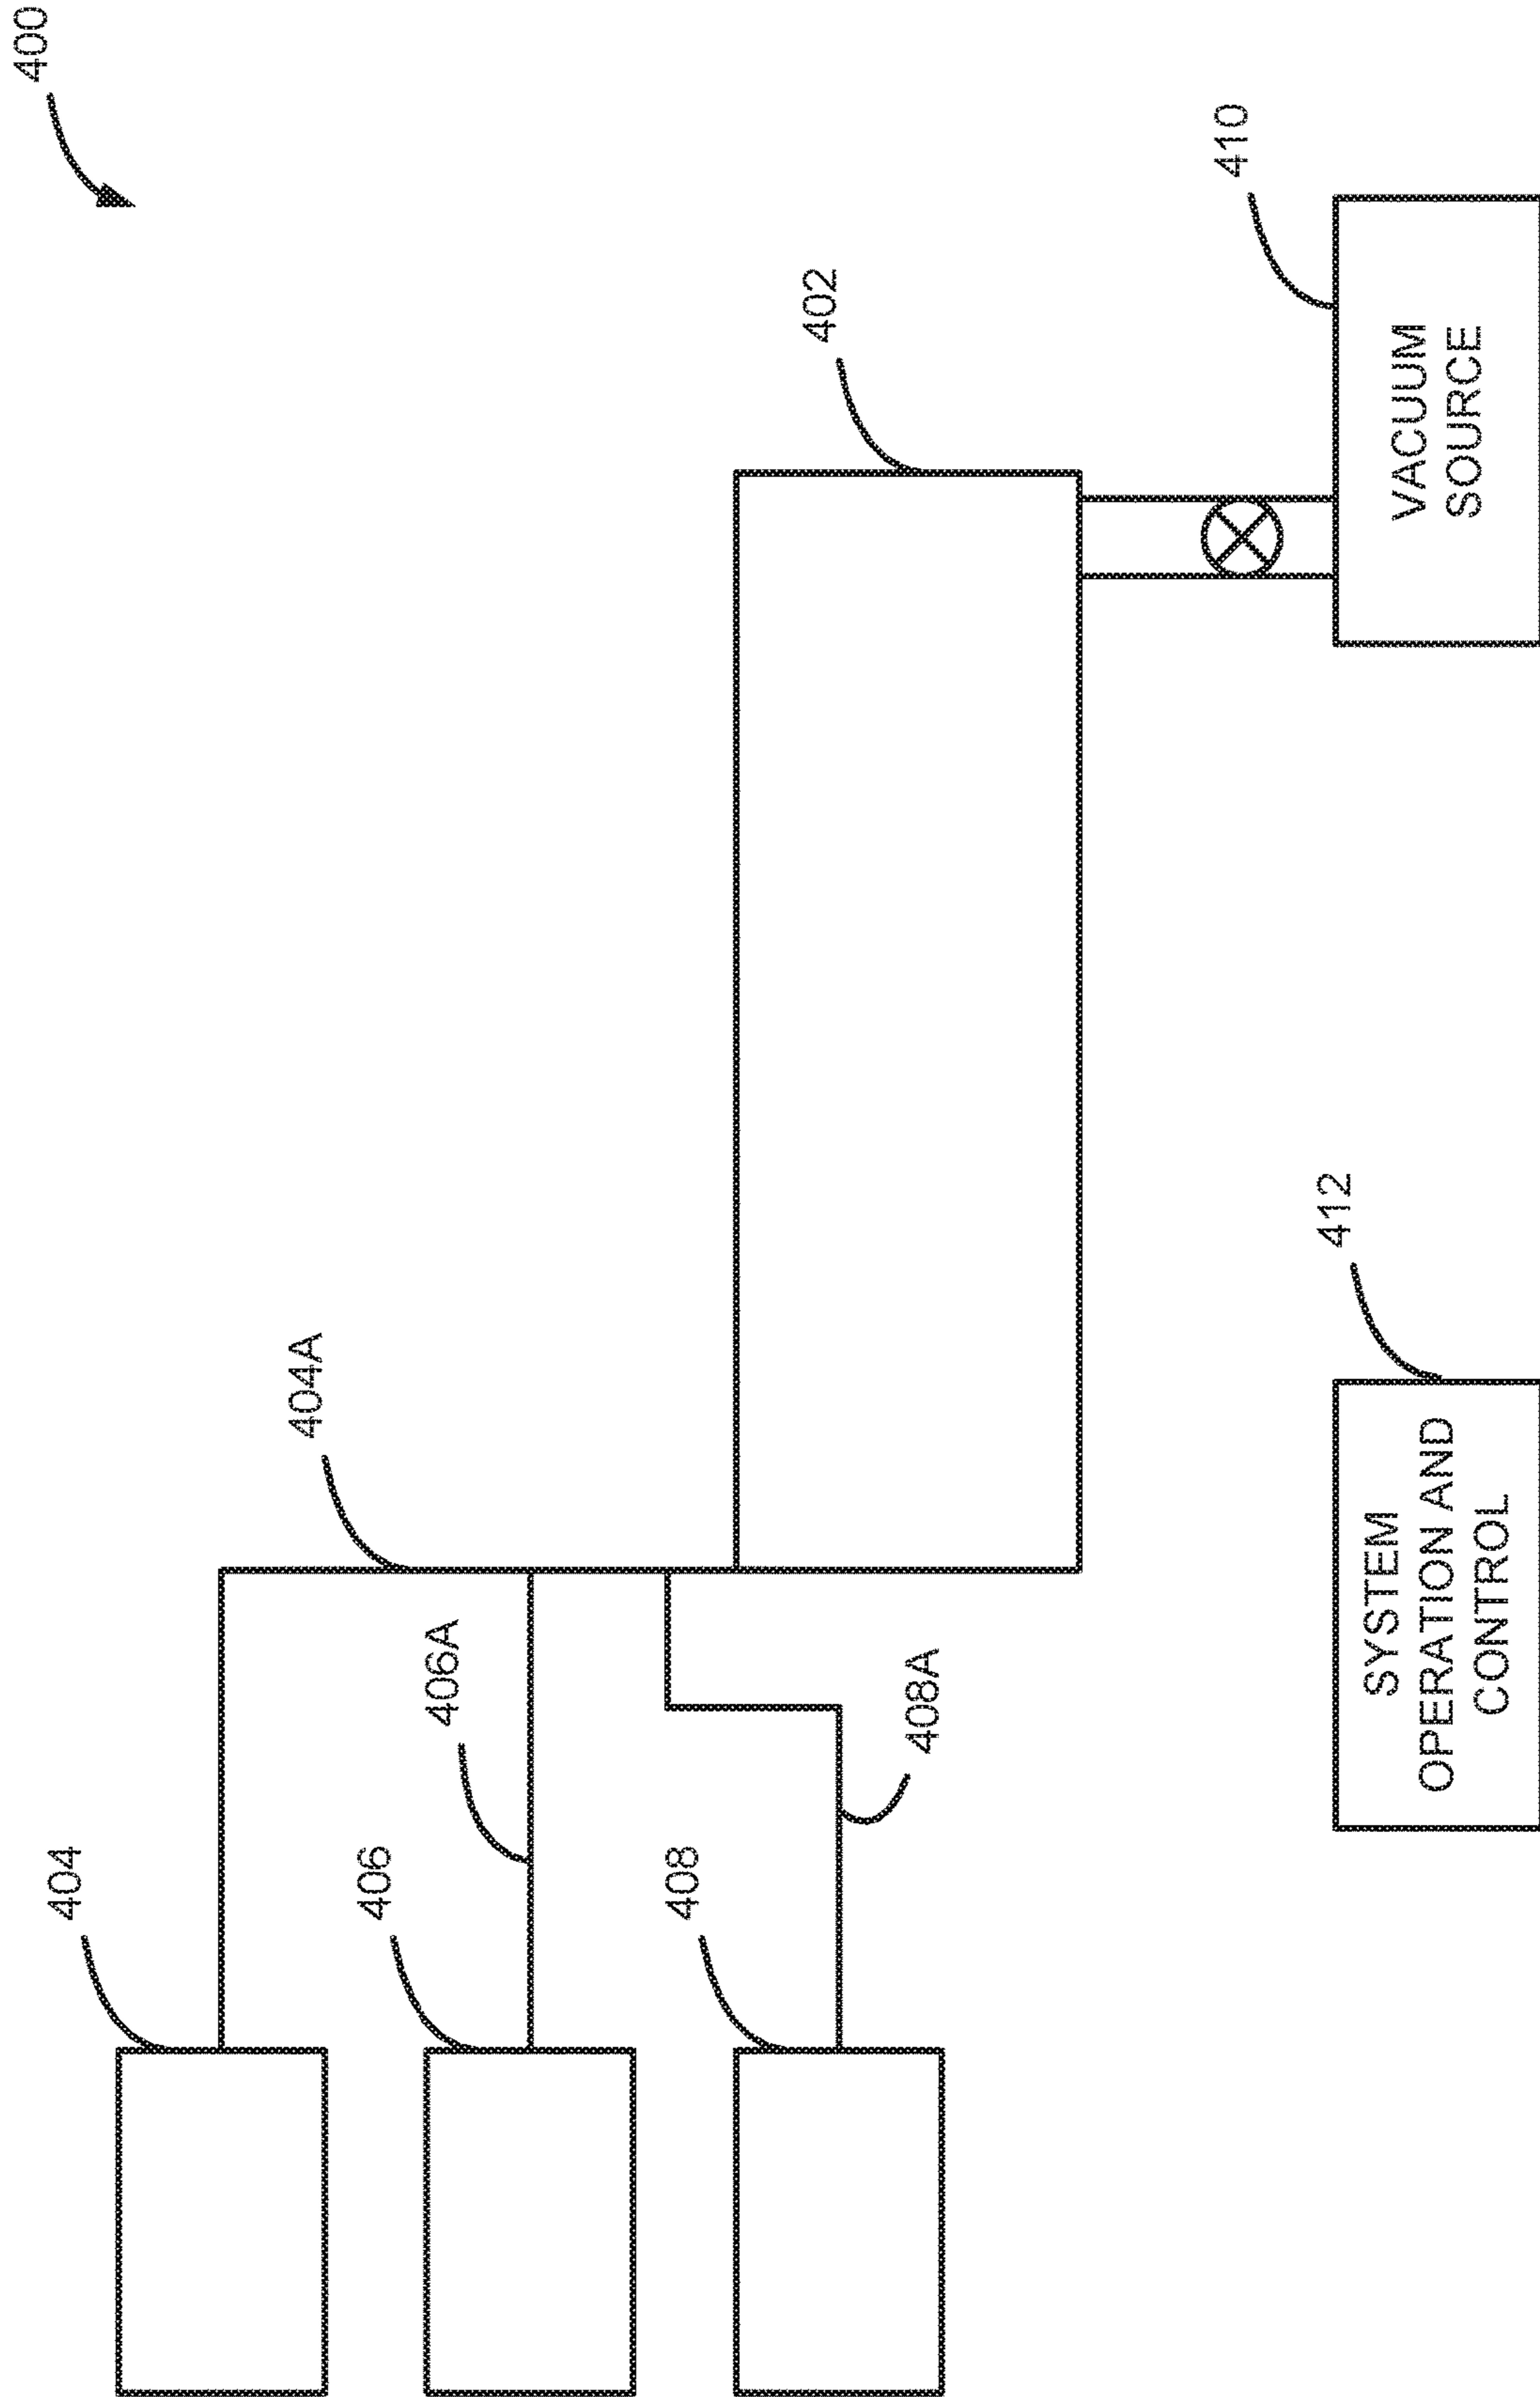 400
402
404A
404
406A
406
408
408A
410
VACUUM
SOURCE
412
SYSTEM
OPERATION AND
CONTROL